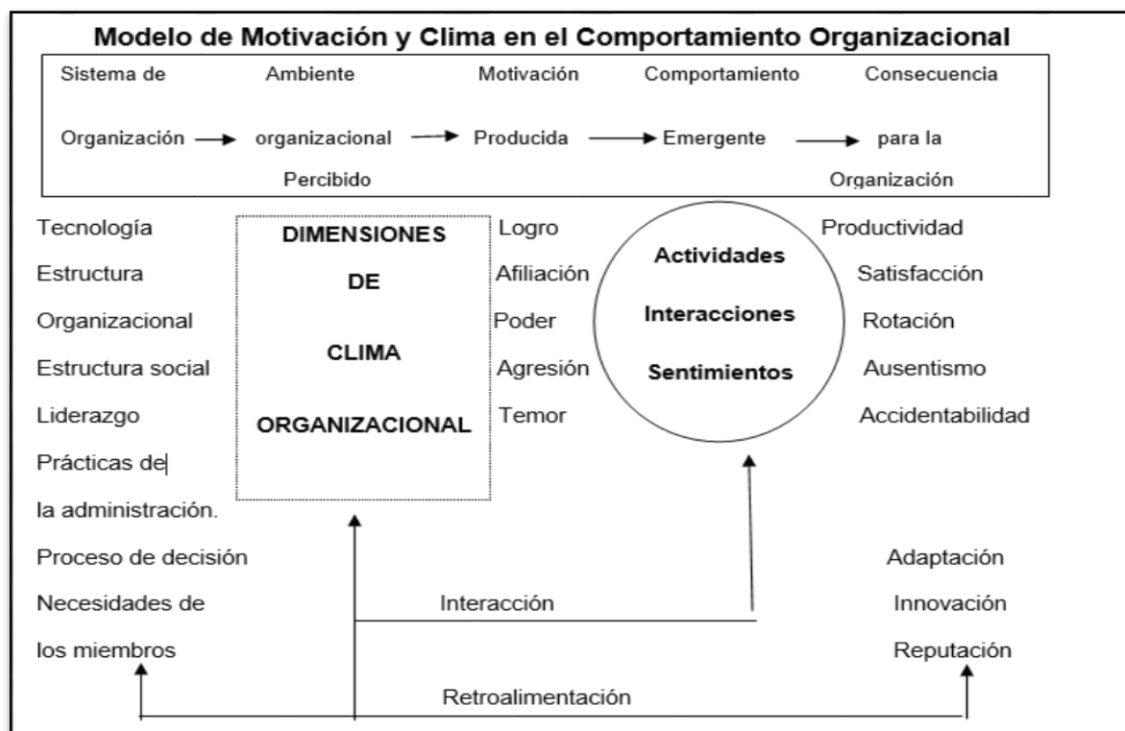 Modelo de Motivación y Clima en el Comportamiento Organizacional
Sistema de Ambiente Motivación Comportamiento Consecuencia
Organización organizacional Producida Emergente para la
Percibido Organización
Tecnología DIMENSIONES Logro Productividad
Actividades
Estructura DE Afiliación Satisfacción
Organizacional Poder Interacciones Rotación
Estructura social CLIMA Agresión Sentimientos Ausentismo
Liderazgo ORGANIZACIONAL Temor Accidentabilidad
Prácticas de
la administración.
Proceso de decisión Adaptación
Necesidades de Interacción Innovación
los miembros Reputación
Retroalimentación